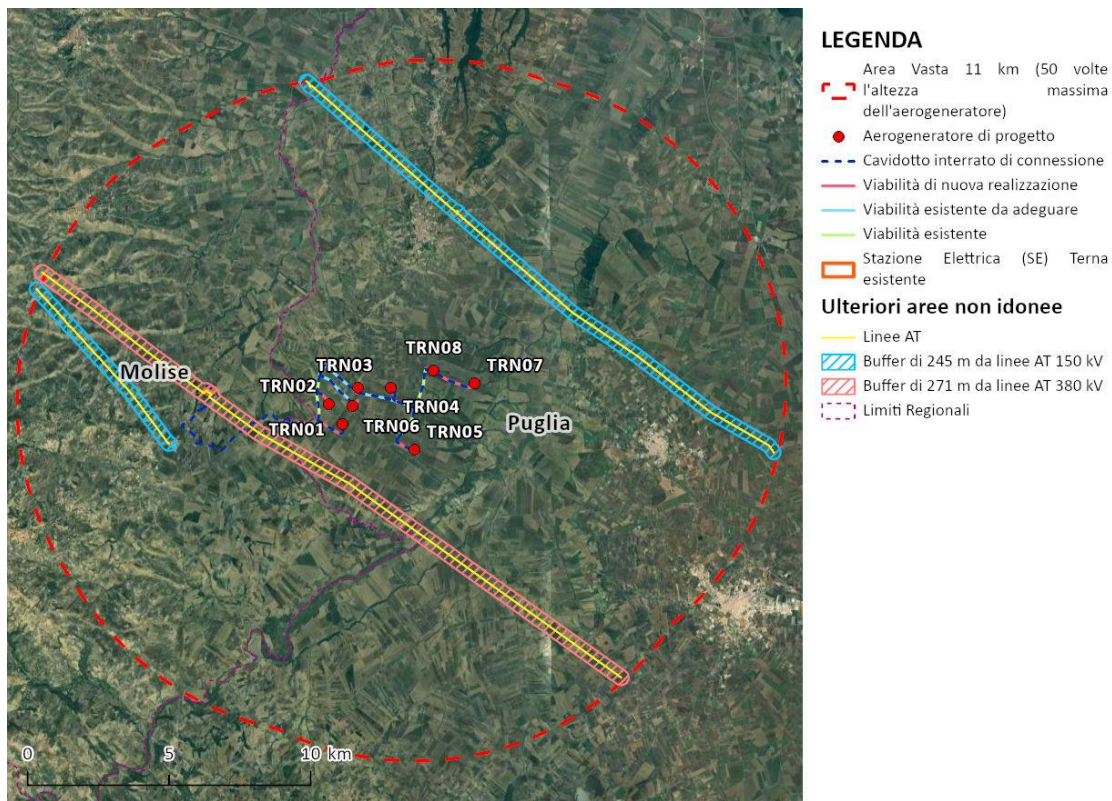 TRN08
TRN03
TRN07
Molise
TRN02
TRN04
Puglia
TRN01
TRN06
TRN05
0 5 10 km
LEGENDA
Area Vasta 11 km (50 volte
l'altezza massima
dell'aerogeneratore)
Aerogeneratore di progetto
Cavidotto interrato di connessione
Viabilità di nuova realizzazione
Viabilità esistente da adeguare
Viabilità esistente
Stazione Elettrica (SE) Terna
esistente
Ulteriori aree non idonee
Linee AT
Buffer di 245 m da linee AT 150 kV
Buffer di 271 m da linee AT 380 kV
Limiti Regionali